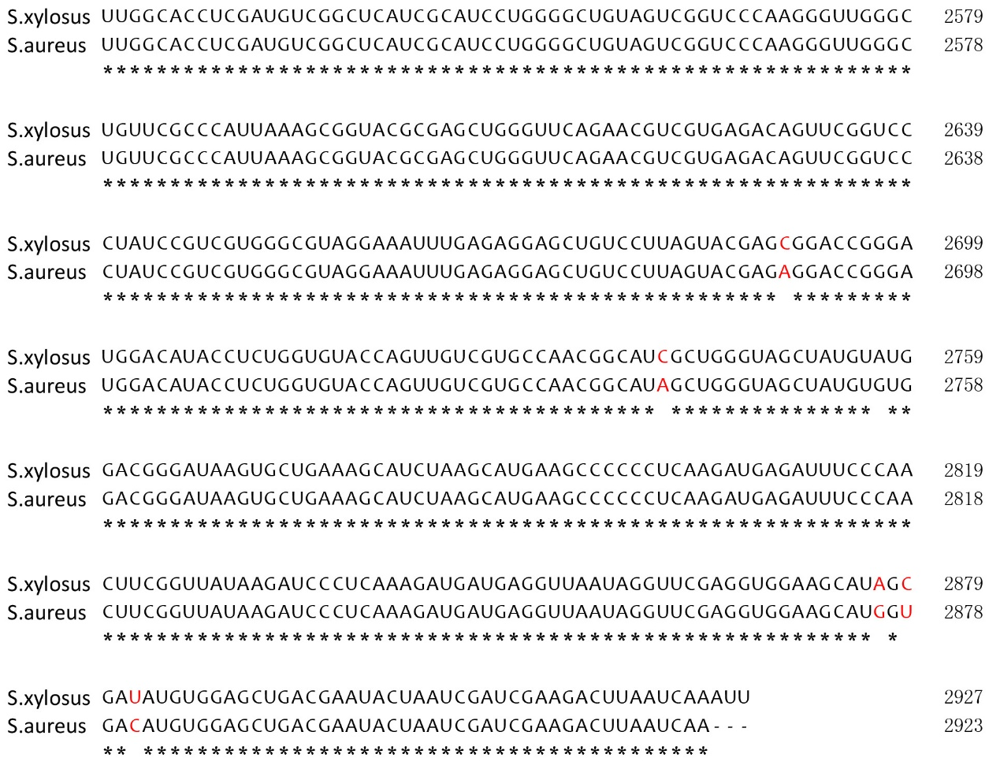 S.xylosus UUGGCACCUCGAUGUCGGCUCAUCGCAUCCUGGGGCUGUAGUCGGUCCCAAGGGUUGGGC 2579
S.aureus UUGGCACCUCGAUGUCGGCUCAUCGCAUCCUGGGGCUGUAGUCGGUCCCAAGGGUUGGGC 2578
************************************************************
S.xylosus UGUUCGCCCAUUAAAGCGGUACGCGAGCUGGGUUCAGAACGUCGUGAGACAGUUCGGUCC 2639
S.aureus UGUUCGCCCAUUAAAGCGGUACGCGAGCUGGGUUCAGAACGUCGUGAGACAGUUCGGUCC 2638
************************************************************
S.xylosus CUAUCCGUCGUGGGCGUAGGAAAUUUGAGAGGAGCUGUCCUUAGUACGAGCGGACCGGGA 2699
S.aureus CUAUCCGUCGUGGGCGUAGGAAAUUUGAGAGGAGCUGUCCUUAGUACGAGAGGACCGGGA 2698
************************************************** *********
S.xylosus UGGACAUACCUCUGGUGUACCAGUUGUCGUGCCAACGGCAUCGCUGGGUAGCUAUGUAUG 2759
S.aureus UGGACAUACCUCUGGUGUACCAGUUGUCGUGCCAACGGCAUAGCUGGGUAGCUAUGUGUG 2758
***************************************** *************** **
S.xylosus GACGGGAUAAGUGCUGAAAGCAUCUAAGCAUGAAGCCCCCCUCAAGAUGAGAUUUCCCAA 2819
S.aureus GACGGGAUAAGUGCUGAAAGCAUCUAAGCAUGAAGCCCCCCUCAAGAUGAGAUUUCCCAA 2818
************************************************************
S.xylosus CUUCGGUUAUAAGAUCCCUCAAAGAUGAUGAGGUUAAUAGGUUCGAGGUGGAAGCAUAGC 2879
S.aureus CUUCGGUUAUAAGAUCCCUCAAAGAUGAUGAGGUUAAUAGGUUCGAGGUGGAAGCAUGGU 2878
********************************************************* *
S.xylosus GAUAUGUGGAGCUGACGAAUACUAAUCGAUCGAAGACUUAAUCAAAUU 2927
S.aureus GACAUGUGGAGCUGACGAAUACUAAUCGAUCGAAGACUUAAUCAA--- 2923
** ******************************************